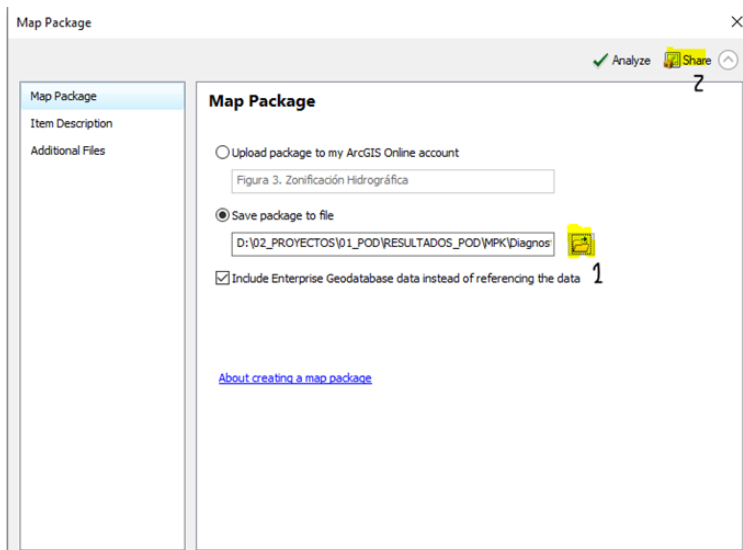 Map Package
Analyze Share
2
Map Package
Item Description
Additional Files
Map Package
Upload package to my ArcGIS Online account
Figura 3. Zonificación Hidrográfica
Save package to file
D:\02_PROYECTOS\01_POD\RESULTADOS_POD\MPK\Diagnos
Include Enterprise Geodatabase data instead of referencing the data 1
About creating a map package